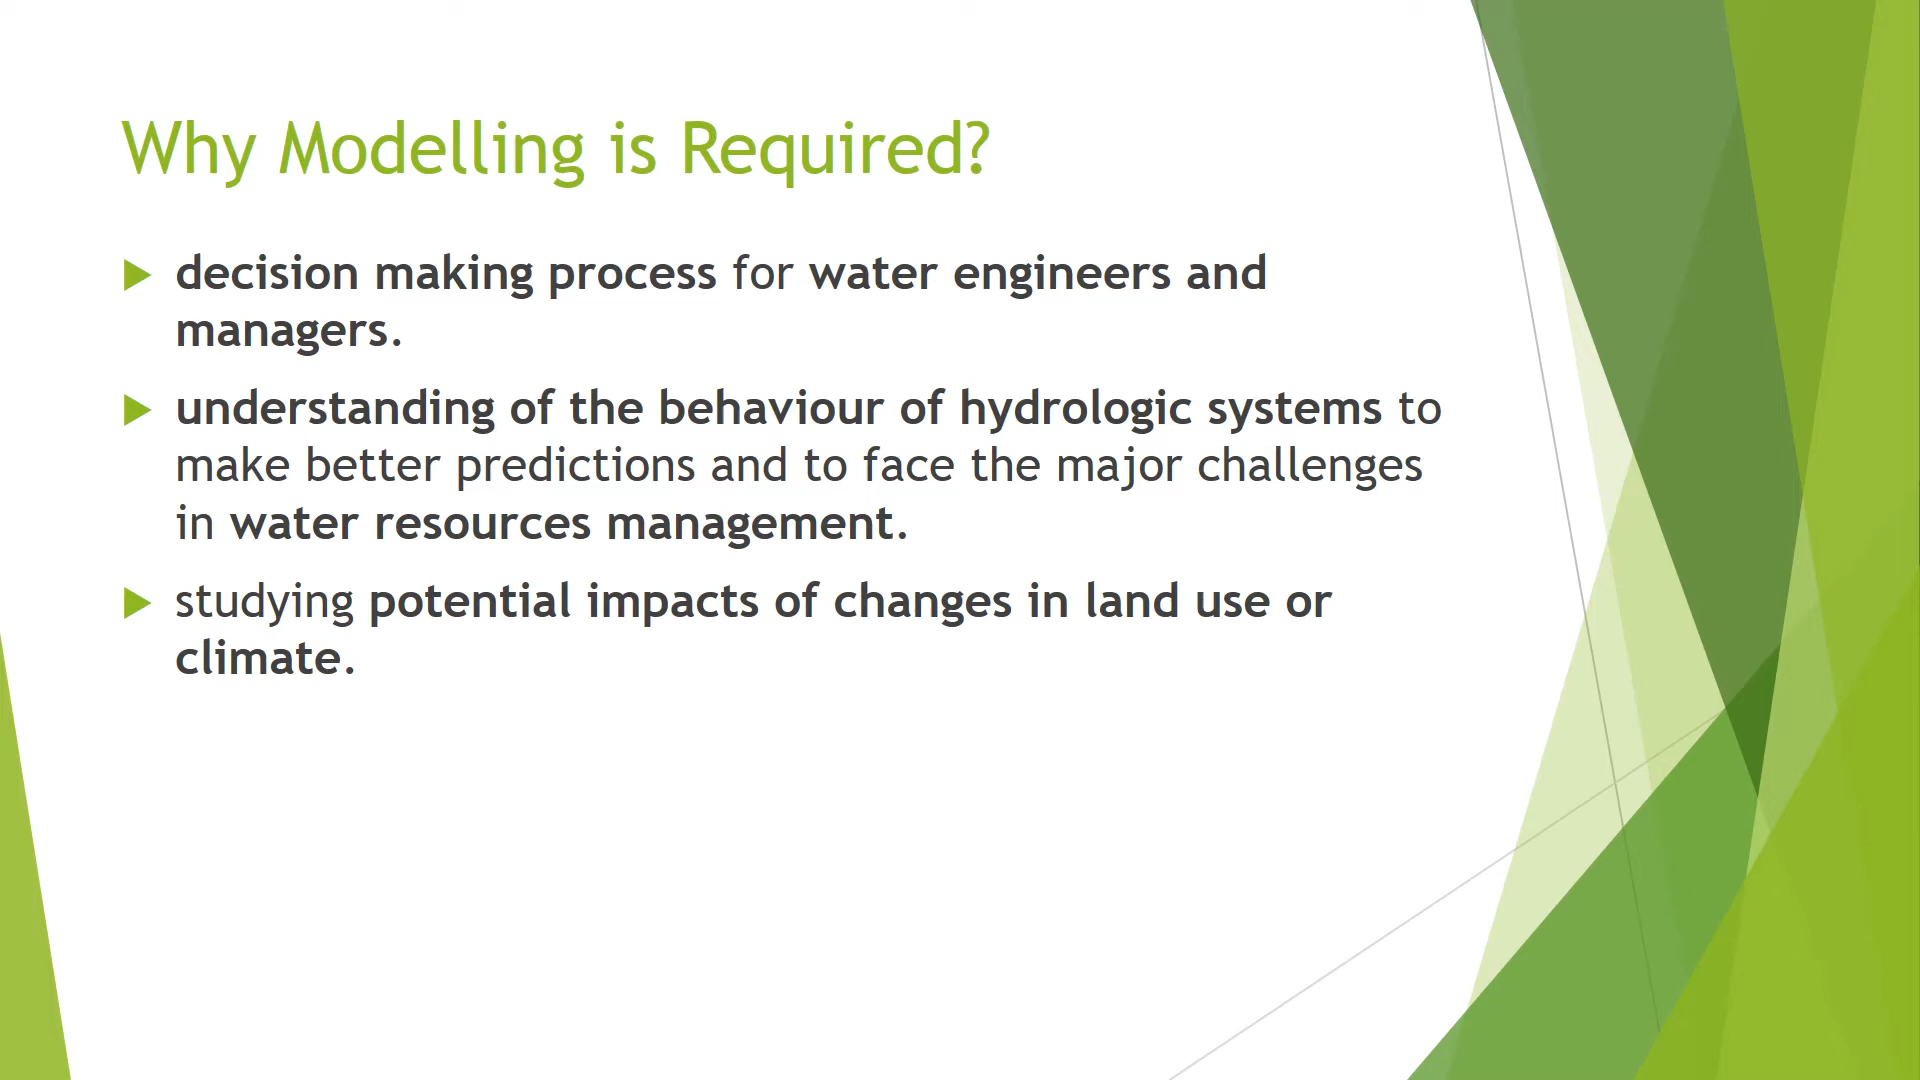 Why Modelling is Required?
decision making process for water engineers and
managers.
understanding of the behaviour of hydrologic systems to
make better predictions and to face the major challenges
in water resources management.
studying potential impacts of changes in land use or
climate.